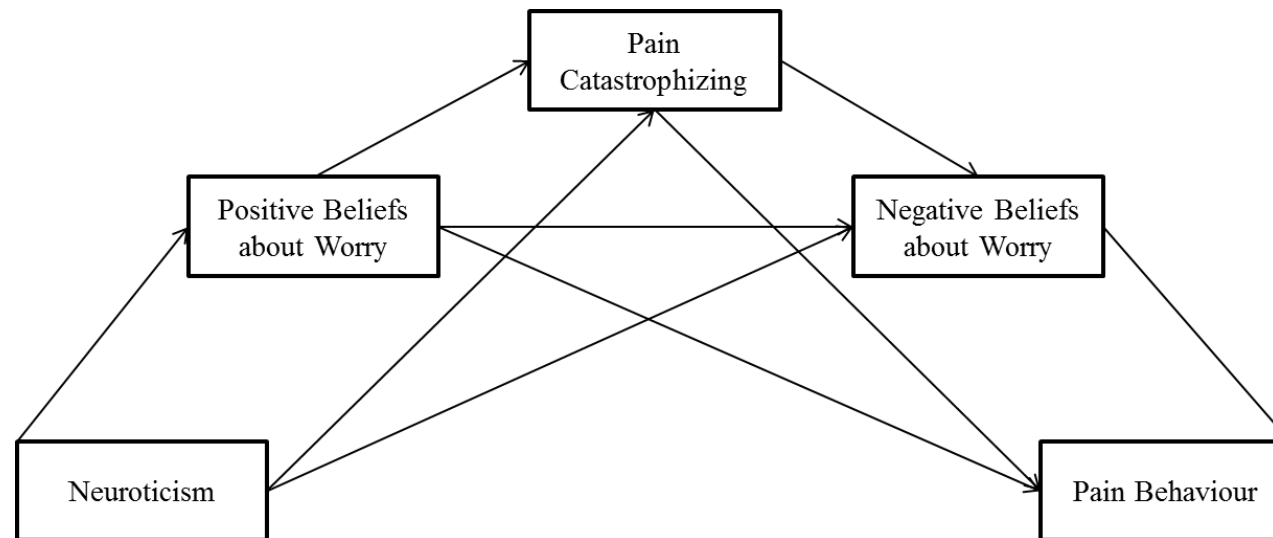 Pain
Catastrophizing
Positive Beliefs
about Worry
Negative Beliefs
about Worry
Neuroticism
Pain Behaviour